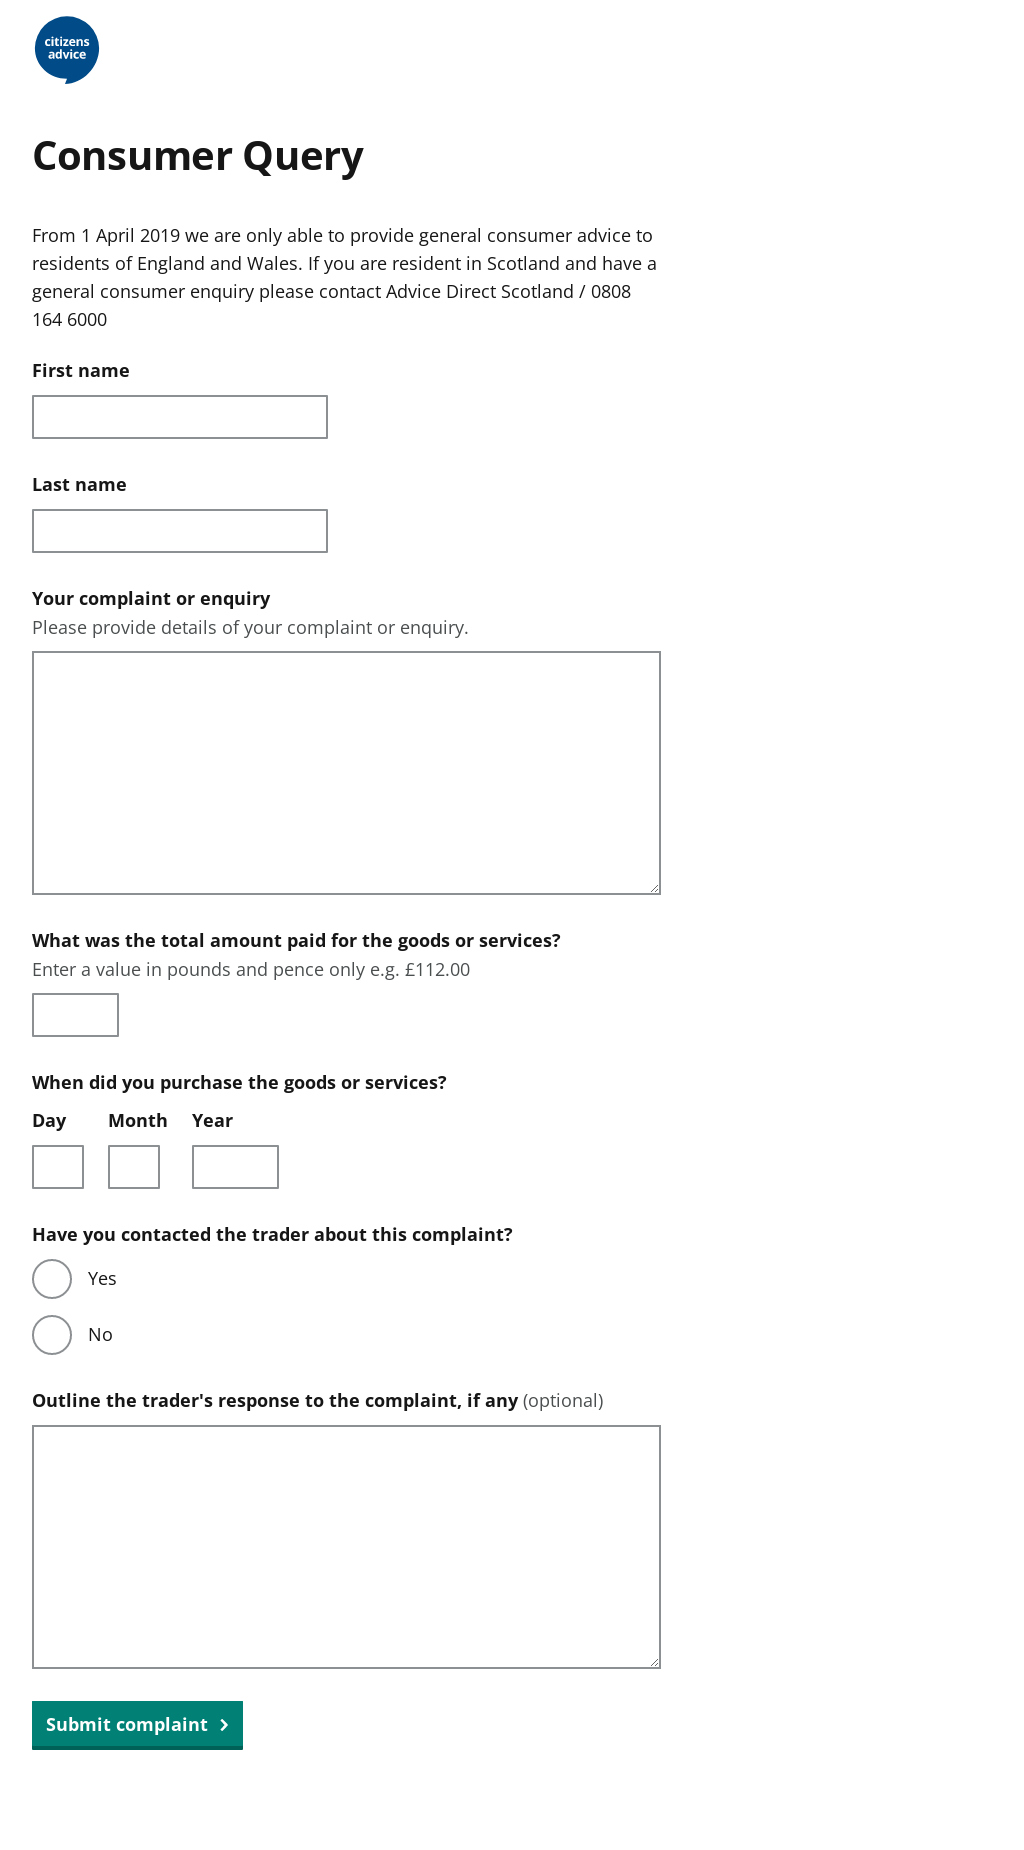 citizens
advice
Consumer Query
From 1 April 2019 we are only able to provide general consumer advice to
residents of England and Wales. If you are resident in Scotland and have a
general consumer enquiry please contact Advice Direct Scotland / 0808
164 6000
First name
Last name
Your complaint or enquiry
Please provide details of your complaint or enquiry.
What was the total amount paid for the goods or services?
Enter a value in pounds and pence only e.g. £112.00
When did you purchase the goods or services?
Day Month Year
Have you contacted the trader about this complaint?
Yes
No
Outline the trader's response to the complaint, if any (optional)
Submit complaint